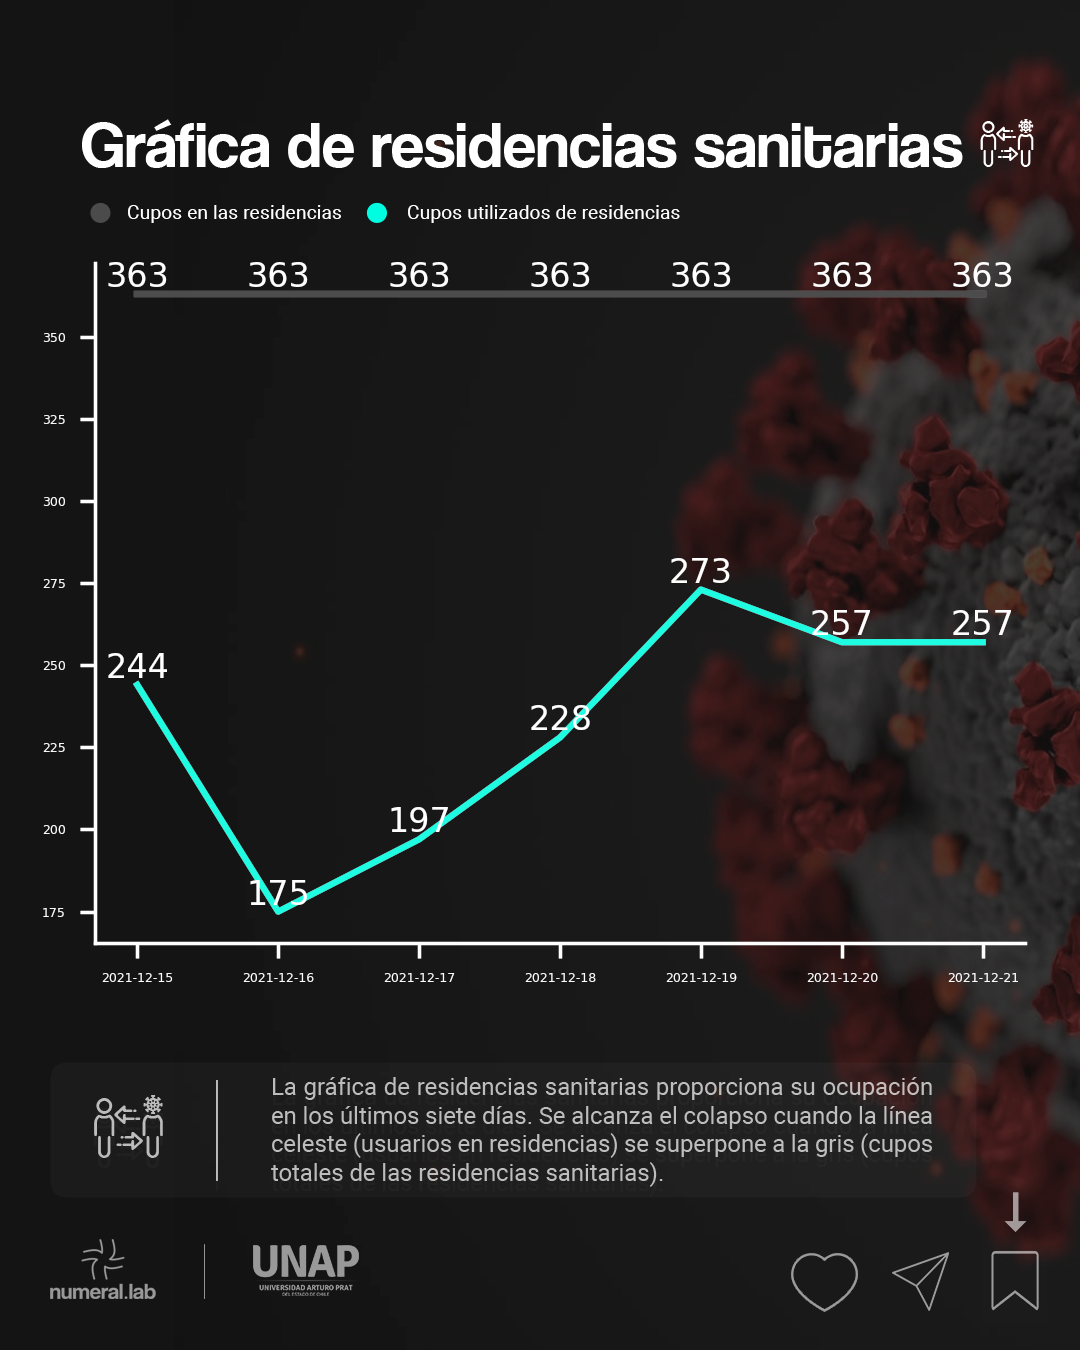 Gráfica de residencias sanitarias
Cupos en las residencias Cupos utilizados de residencias
363 363 363 363 363 363 363
350
325
300
275
250
225
200
175
244
175
197
228
273
257
257
2021-12-15 2021-12-16 2021-12-17 2021-12-18 2021-12-19 2021-12-20 2021-12-21
La gráfica de residencias sanitarias proporciona su ocupación
en los últimos siete días. Se alcanza el colapso cuando la línea
celeste (usuarios en residencias) se superpone a la gris (cupos
totales de las residencias sanitarias).
numeral.lab
UNAP
UNIVERSIDAD ARTURO PRAT
DEL ESTADO DE CHILE